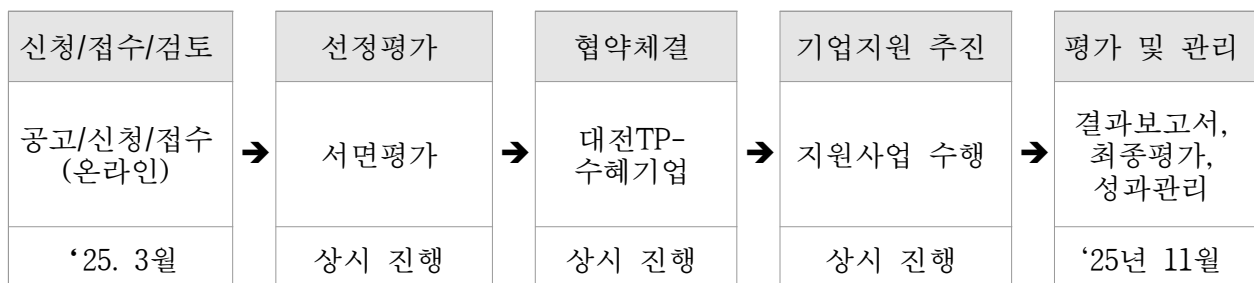 신청/접수/검토
선정평가
협약체결
기업지원 추진
평가 및 관리
공고/신청/접수
(온라인)
➔
서면평가
➔
대전TP-
수혜기업
➔
지원사업 수행
➔
결과보고서,
최종평가,
성과관리
‘25. 3월
상시 진행
상시 진행
상시 진행
‘25년 11월